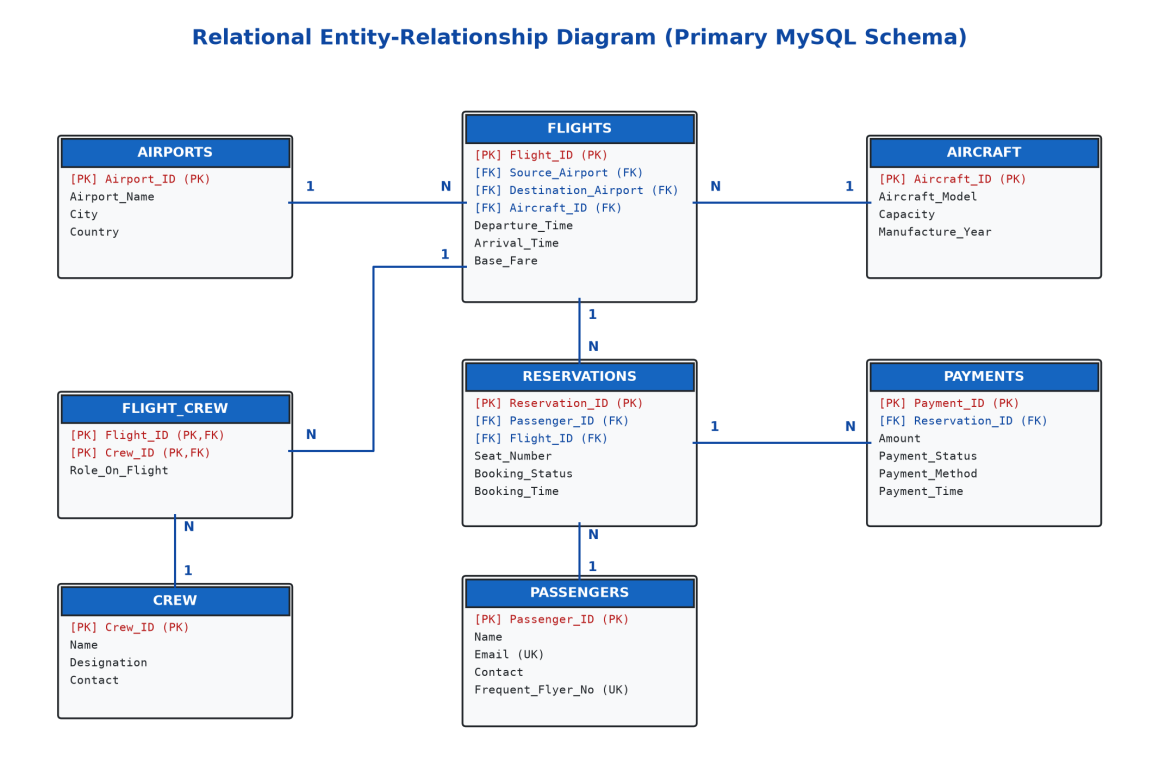 Relational Entity-Relationship Diagram (Primary MySQL Schema)
AIRPORTS
[PK] Airport_ID (PK)
Airport_Name
City
Country
1
N
FLIGHTS
[PK] Flight_ID (PK)
[FK] Source_Airport (FK)
[FK] Destination_Airport (FK)
[FK] Aircraft_ID (FK)
Departure_Time
Arrival_Time
Base_Fare
N
1
AIRCRAFT
[PK] Aircraft_ID (PK)
Aircraft_Model
Capacity
Manufacture_Year
1
1
N
FLIGHT_CREW
[PK] Flight_ID (PK,FK)
[PK] Crew_ID (PK,FK)
Role_On_Flight
N
RESERVATIONS
[PK] Reservation_ID (PK)
[FK] Passenger_ID (FK)
[FK] Flight_ID (FK)
Seat_Number
Booking_Status
Booking_Time
1
N
PAYMENTS
[PK] Payment_ID (PK)
[FK] Reservation_ID (FK)
Amount
Payment_Status
Payment_Method
Payment_Time
N
1
N
1
CREW
[PK] Crew_ID (PK)
Name
Designation
Contact
PASSENGERS
[PK] Passenger_ID (PK)
Name
Email (UK)
Contact
Frequent_Flyer_No (UK)